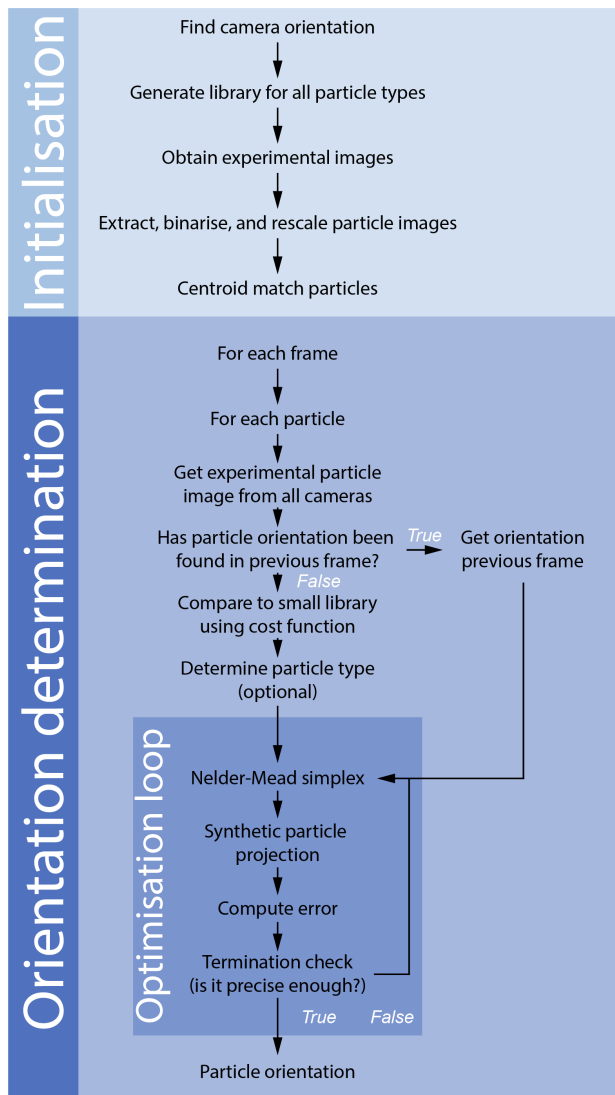 Initialisation
Find camera orientation
Generate library for all particle types
Obtain experimental images
Extract, binarise, and rescale particle images
Centroid match particles
Orientation determination
For each frame
For each particle
Get experimental particle
image from all cameras
Has particle orientation been
found in previous frame?
True
Get orientation
previous frame
False
Compare to small library
using cost function
Determine particle type
(optional)
Optimisation loop
Nelder-Mead simplex
Synthetic particle
projection
Compute error
Termination check
(is it precise enough?)
True
False
Particle orientation